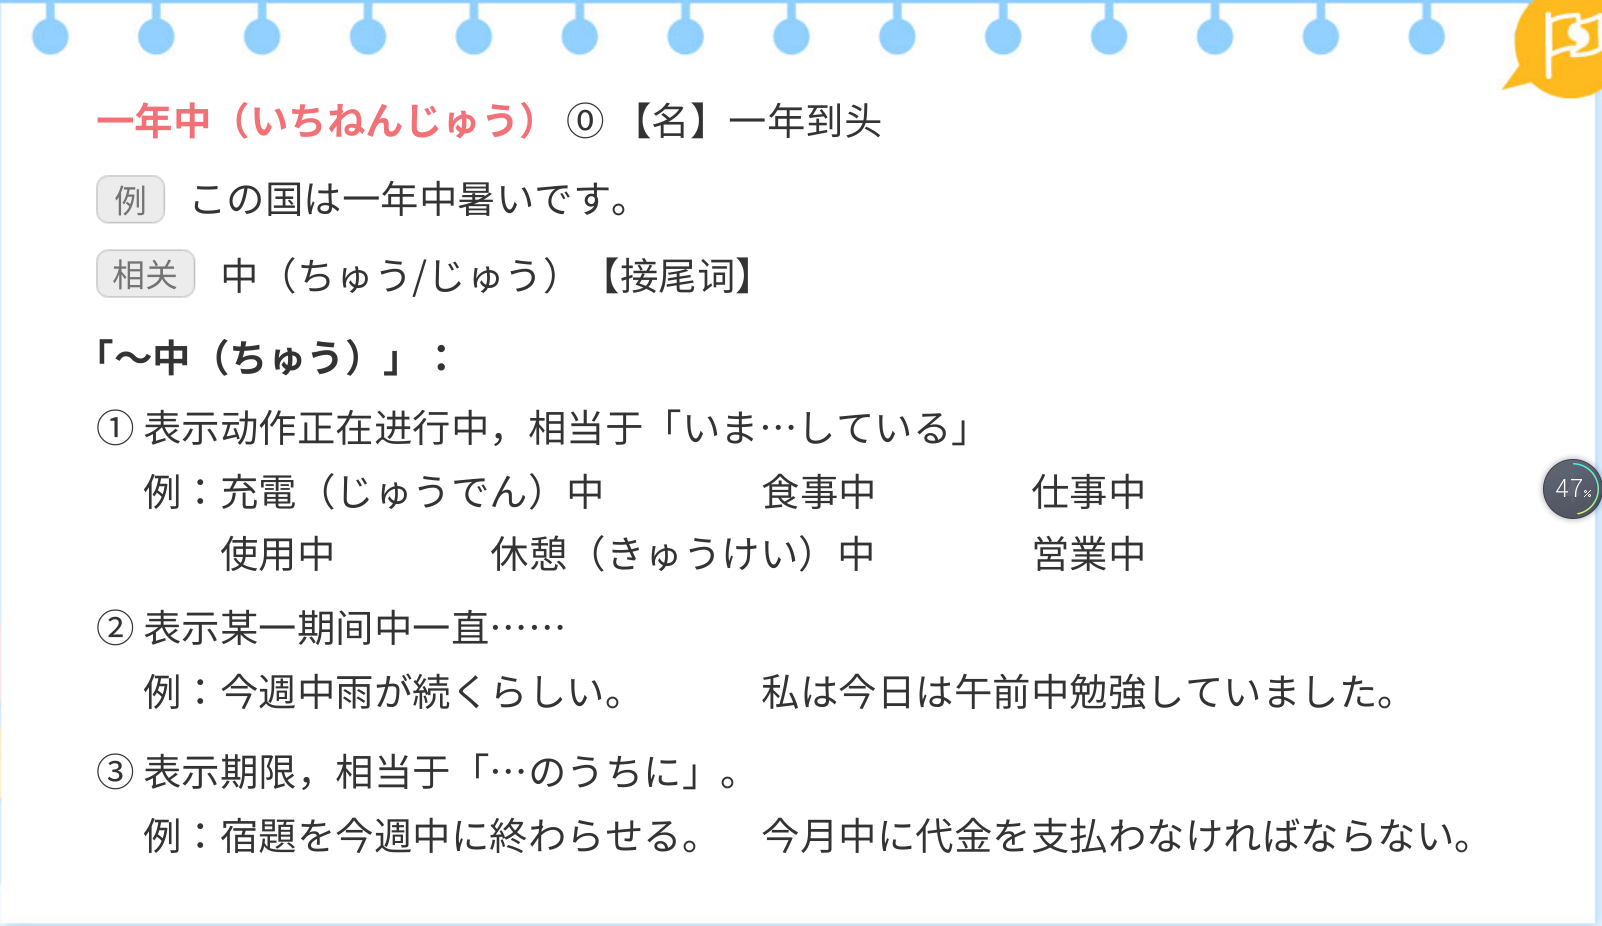 一年中（いちねんじゅう）⓪【名】一年到头
例 この国は一年中暑いです。
相关 中（ちゅう/じゅう）【接尾词】
「～中（ちゅう）」：
① 表示动作正在进行中，相当于「いま…している」
例：充電（じゅうでん）中 食事中 仕事中
使用中 休憩（きゅうけい）中 営業中
② 表示某一期间中一直……
例：今週中雨が続くらしい。 私は今日は午前中勉強していました。
③ 表示期限，相当于「…のうちに」。
例：宿題を今週中に終わらせる。 今月中に代金を支払わなければならない。
47%